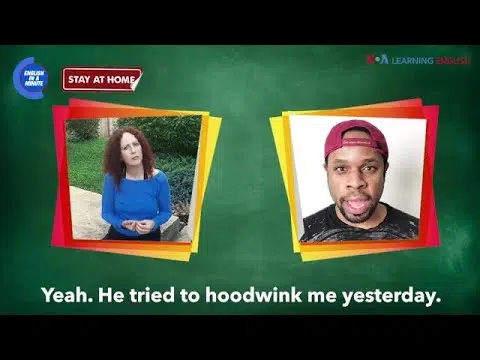 ENGLISH
IN A
MINUTE
STAY AT HOME
VOA LEARNING ENGLISH
Yeah. He tried to hoodwink me yesterday.